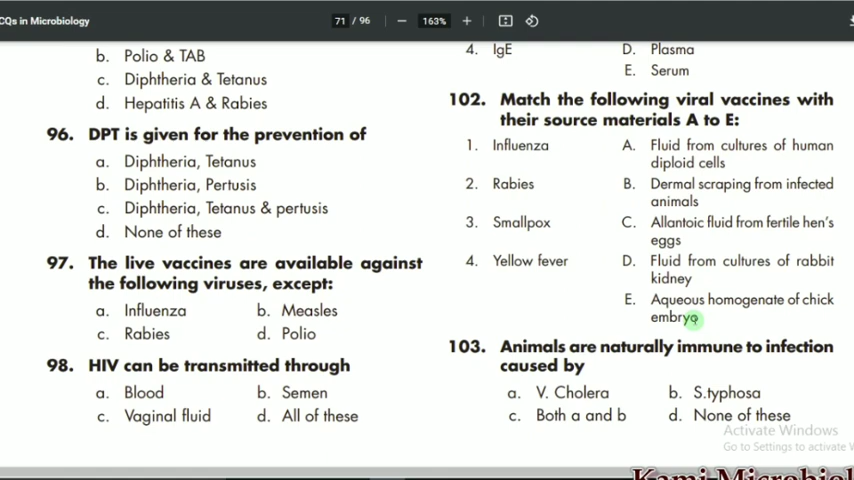 CQs in Microbiology
71 / 96
163%
b. Polio & TAB
c. Diphtheria & Tetanus
d. Hepatitis A & Rabies
96. DPT is given for the prevention of
a. Diphtheria, Tetanus
b. Diphtheria, Pertusis
c. Diphtheria, Tetanus & pertusis
d. None of these
97. The live vaccines are available against
the following viruses, except:
a. Influenza b. Measles
c. Rabies d. Polio
98. HIV can be transmitted through
a. Blood b. Semen
c. Vaginal fluid d. All of these
4. IgE D. Plasma
E. Serum
102. Match the following viral vaccines with
their source materials A to E:
1. Influenza A. Fluid from cultures of human
diploid cells
2. Rabies B. Dermal scraping from infected
animals
3. Smallpox C. Allantoic fluid from fertile hen's
eggs
4. Yellow fever D. Fluid from cultures of rabbit
kidney
E. Aqueous homogenate of chick
embryo
103. Animals are naturally immune to infection
caused by
a. V. Cholera b. S.typhosa
c. Both a and b d. None of these
Activate Windows
Go to Settings to activate W
Kami Microbiol